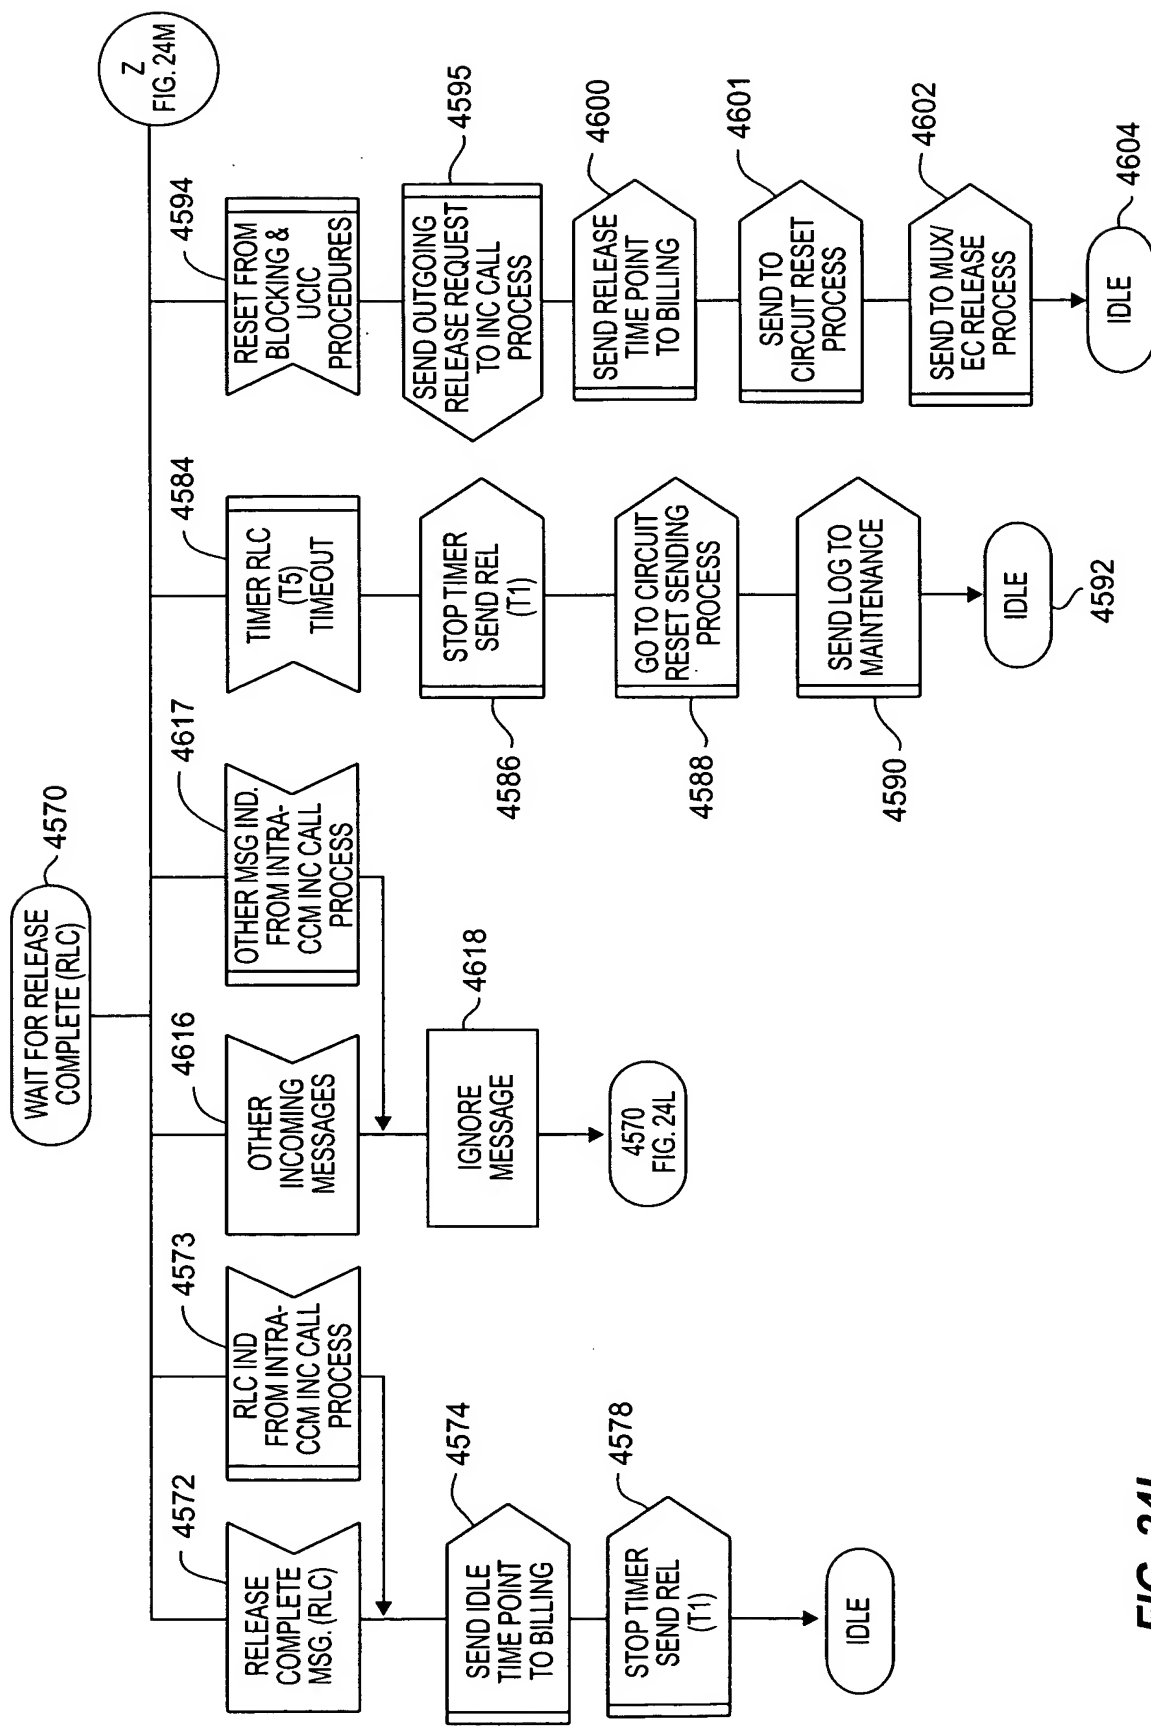 WAIT FOR RELEASE
COMPLETE (RLC)
4570
Z
FIG. 24M
RELEASE
COMPLETE
MSG. (RLC)
4572
RLC IND
FROM INTRA-
CCM INC CALL
PROCESS
4573
SEND IDLE
TIME POINT
TO BILLING
4574
STOP TIMER
SEND REL
(T1)
4578
IDLE
OTHER
INCOMING
MESSAGES
4616
OTHER MSG IND.
FROM INTRA-
CCM INC CALL
PROCESS
4617
IGNORE
MESSAGE
4618
4570
FIG. 24L
TIMER RLC
(T5)
TIMEOUT
4584
STOP TIMER
SEND REL
(T1)
4586
GO TO CIRCUIT
RESET SENDING
PROCESS
4588
SEND LOG TO
MAINTENANCE
4590
IDLE
4592
RESET FROM
BLOCKING &
UCIC
PROCEDURES
4594
SEND OUTGOING
RELEASE REQUEST
TO INC CALL
PROCESS
4595
SEND RELEASE
TIME POINT
TO BILLING
4600
SEND TO
CIRCUIT RESET
PROCESS
4601
SEND TO MUX/
EC RELEASE
PROCESS
4602
IDLE
4604